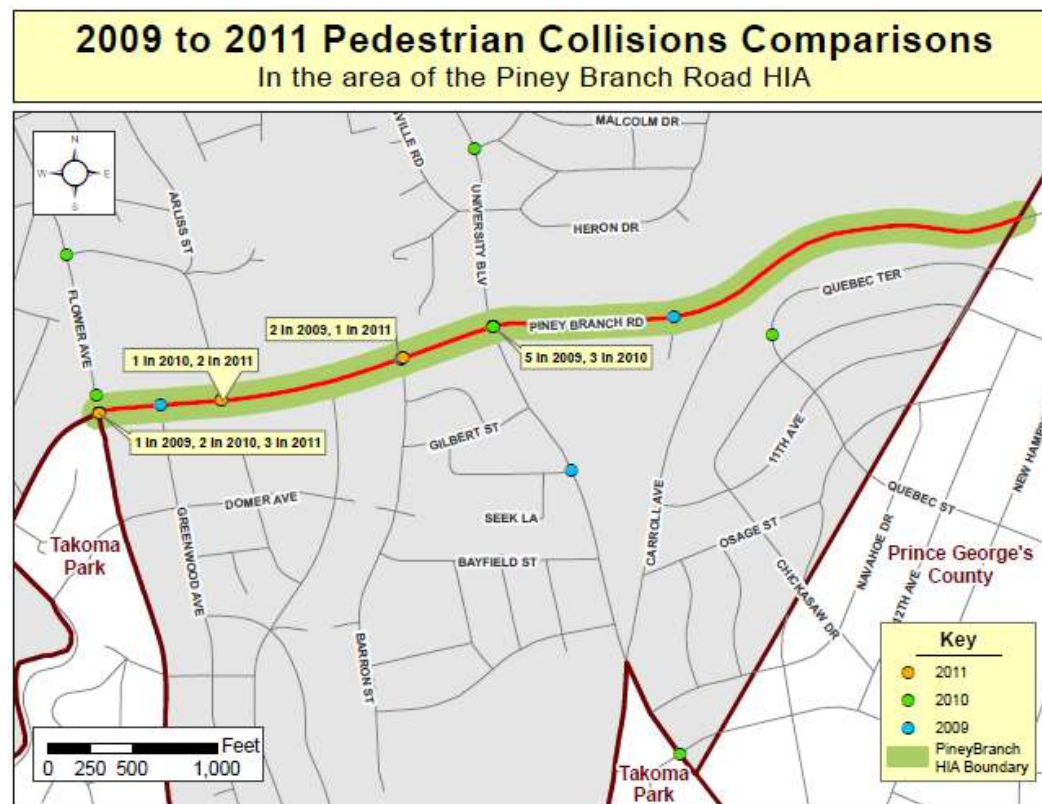 2009 to 2011 Pedestrian Collisions Comparisons
In the area of the Piney Branch Road HIA
N
W
E
S
VILLE RD
MALCOLM DR
ARLISS ST
UNIVERSITY BLV
HERON DR
FLOWER AVE
QUEBEC TER
2 In 2009, 1 In 2011
PINEY BRANCH RD
5 In 2009, 3 In 2010
1 In 2010, 2 In 2011
1 In 2009, 2 In 2010, 3 In 2011
GILBERT ST
11TH AVE
NEW HAMP
DOMER AVE
GREENWOOD AVE
SEEK LA
CARROLL AVE
QUEBEC ST
OSAGE ST
NAVAHOE DR
Takoma
Park
BAYFIELD ST
CHICKASAW DR
Prince George's
County
12TH AVE
BARRON ST
Key
2011
2010
2009
PineyBranch
HIA Boundary
Feet
0 250 500 1,000
Takoma
Park